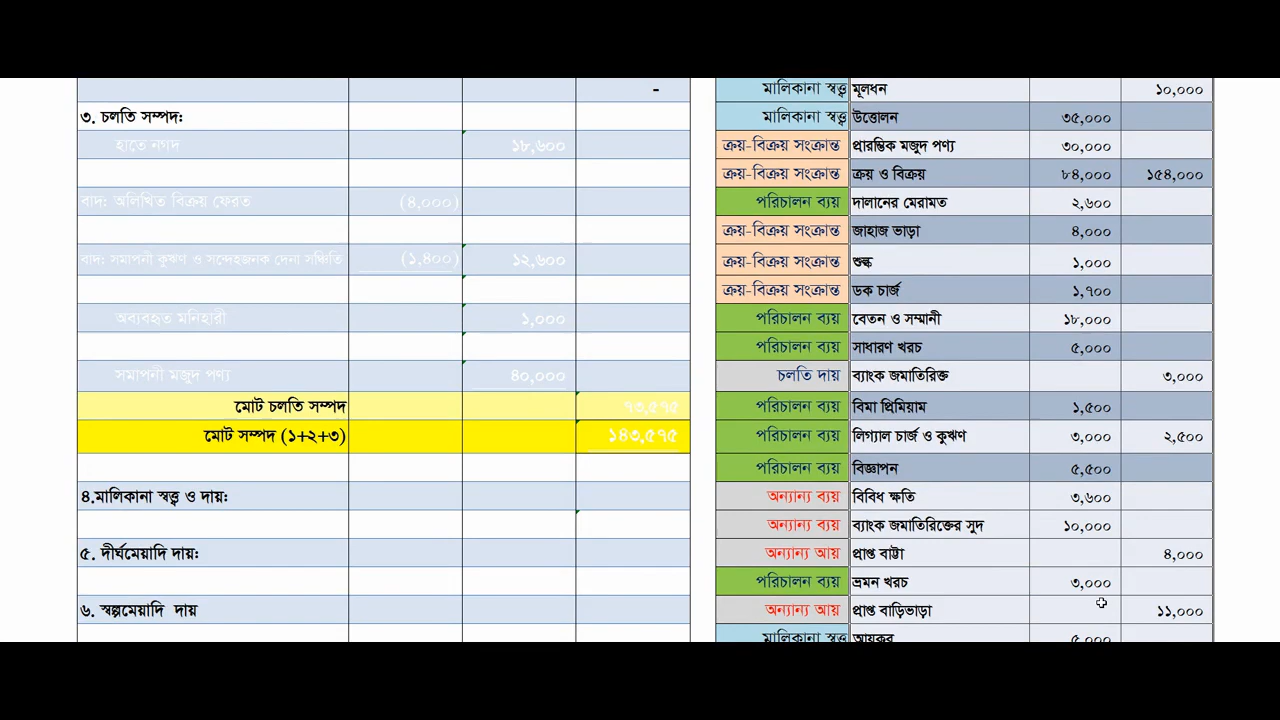 -
৩. চলতি সম্পদ:
হাতে নগদ ১৮,৬০০
বাদ: অলিখিত বিক্রয় ফেরত (৪,০০০)
বাদ: সমাপনী কুঋণ ও সন্দেহজনক দেনা সঞ্চিতি (১,৪০০) ১২,৬০০
অব্যবহৃত মনিহারী ১,০০০
সমাপনী মজুদ পণ্য ৪০,০০০
মোট চলতি সম্পদ ৭৩,৫৭৫
মোট সম্পদ (১+২+৩) ১৪৩,৫৭৫
৪.মালিকানা স্বত্ত্ব ও দায়:
৫. দীর্ঘমেয়াদি দায়:
৬. স্বল্পমেয়াদি দায়
মালিকানা স্বত্ত্ব মূলধন ১০,০০০
মালিকানা স্বত্ত্ব উত্তোলন ৩৫,০০০
ক্রয়-বিক্রয় সংক্রান্ত প্রারম্ভিক মজুদ পণ্য ৩০,০০০
ক্রয়-বিক্রয় সংক্রান্ত ক্রয় ও বিক্রয় ৮৪,০০০ ১৫৪,০০০
পরিচালন ব্যয় দালানের মেরামত ২,৬০০
ক্রয়-বিক্রয় সংক্রান্ত জাহাজ ভাড়া ৪,০০০
ক্রয়-বিক্রয় সংক্রান্ত শুল্ক ১,০০০
ক্রয়-বিক্রয় সংক্রান্ত ডক চার্জ ১,৭০০
পরিচালন ব্যয় বেতন ও সম্মানী ১৮,০০০
পরিচালন ব্যয় সাধারণ খরচ ৫,০০০
চলতি দায় ব্যাংক জমাতিরিক্ত ৩,০০০
পরিচালন ব্যয় বিমা প্রিমিয়াম ১,৫০০
পরিচালন ব্যয় লিগ্যাল চার্জ ও কুঋণ ৩,০০০ ২,৫০০
পরিচালন ব্যয় বিজ্ঞাপন ৫,৫০০
অন্যান্য ব্যয় বিবিধ ক্ষতি ৩,৬০০
অন্যান্য ব্যয় ব্যাংক জমাতিরিক্তের সুদ ১০,০০০
অন্যান্য আয় প্রাপ্ত বাট্টা ৪,০০০
পরিচালন ব্যয় ভ্রমন খরচ ৩,০০০
অন্যান্য আয় প্রাপ্ত বাড়িভাড়া ১১,০০০
মালিকানা স্বত্ত্ব আয়কর ৫,০০০